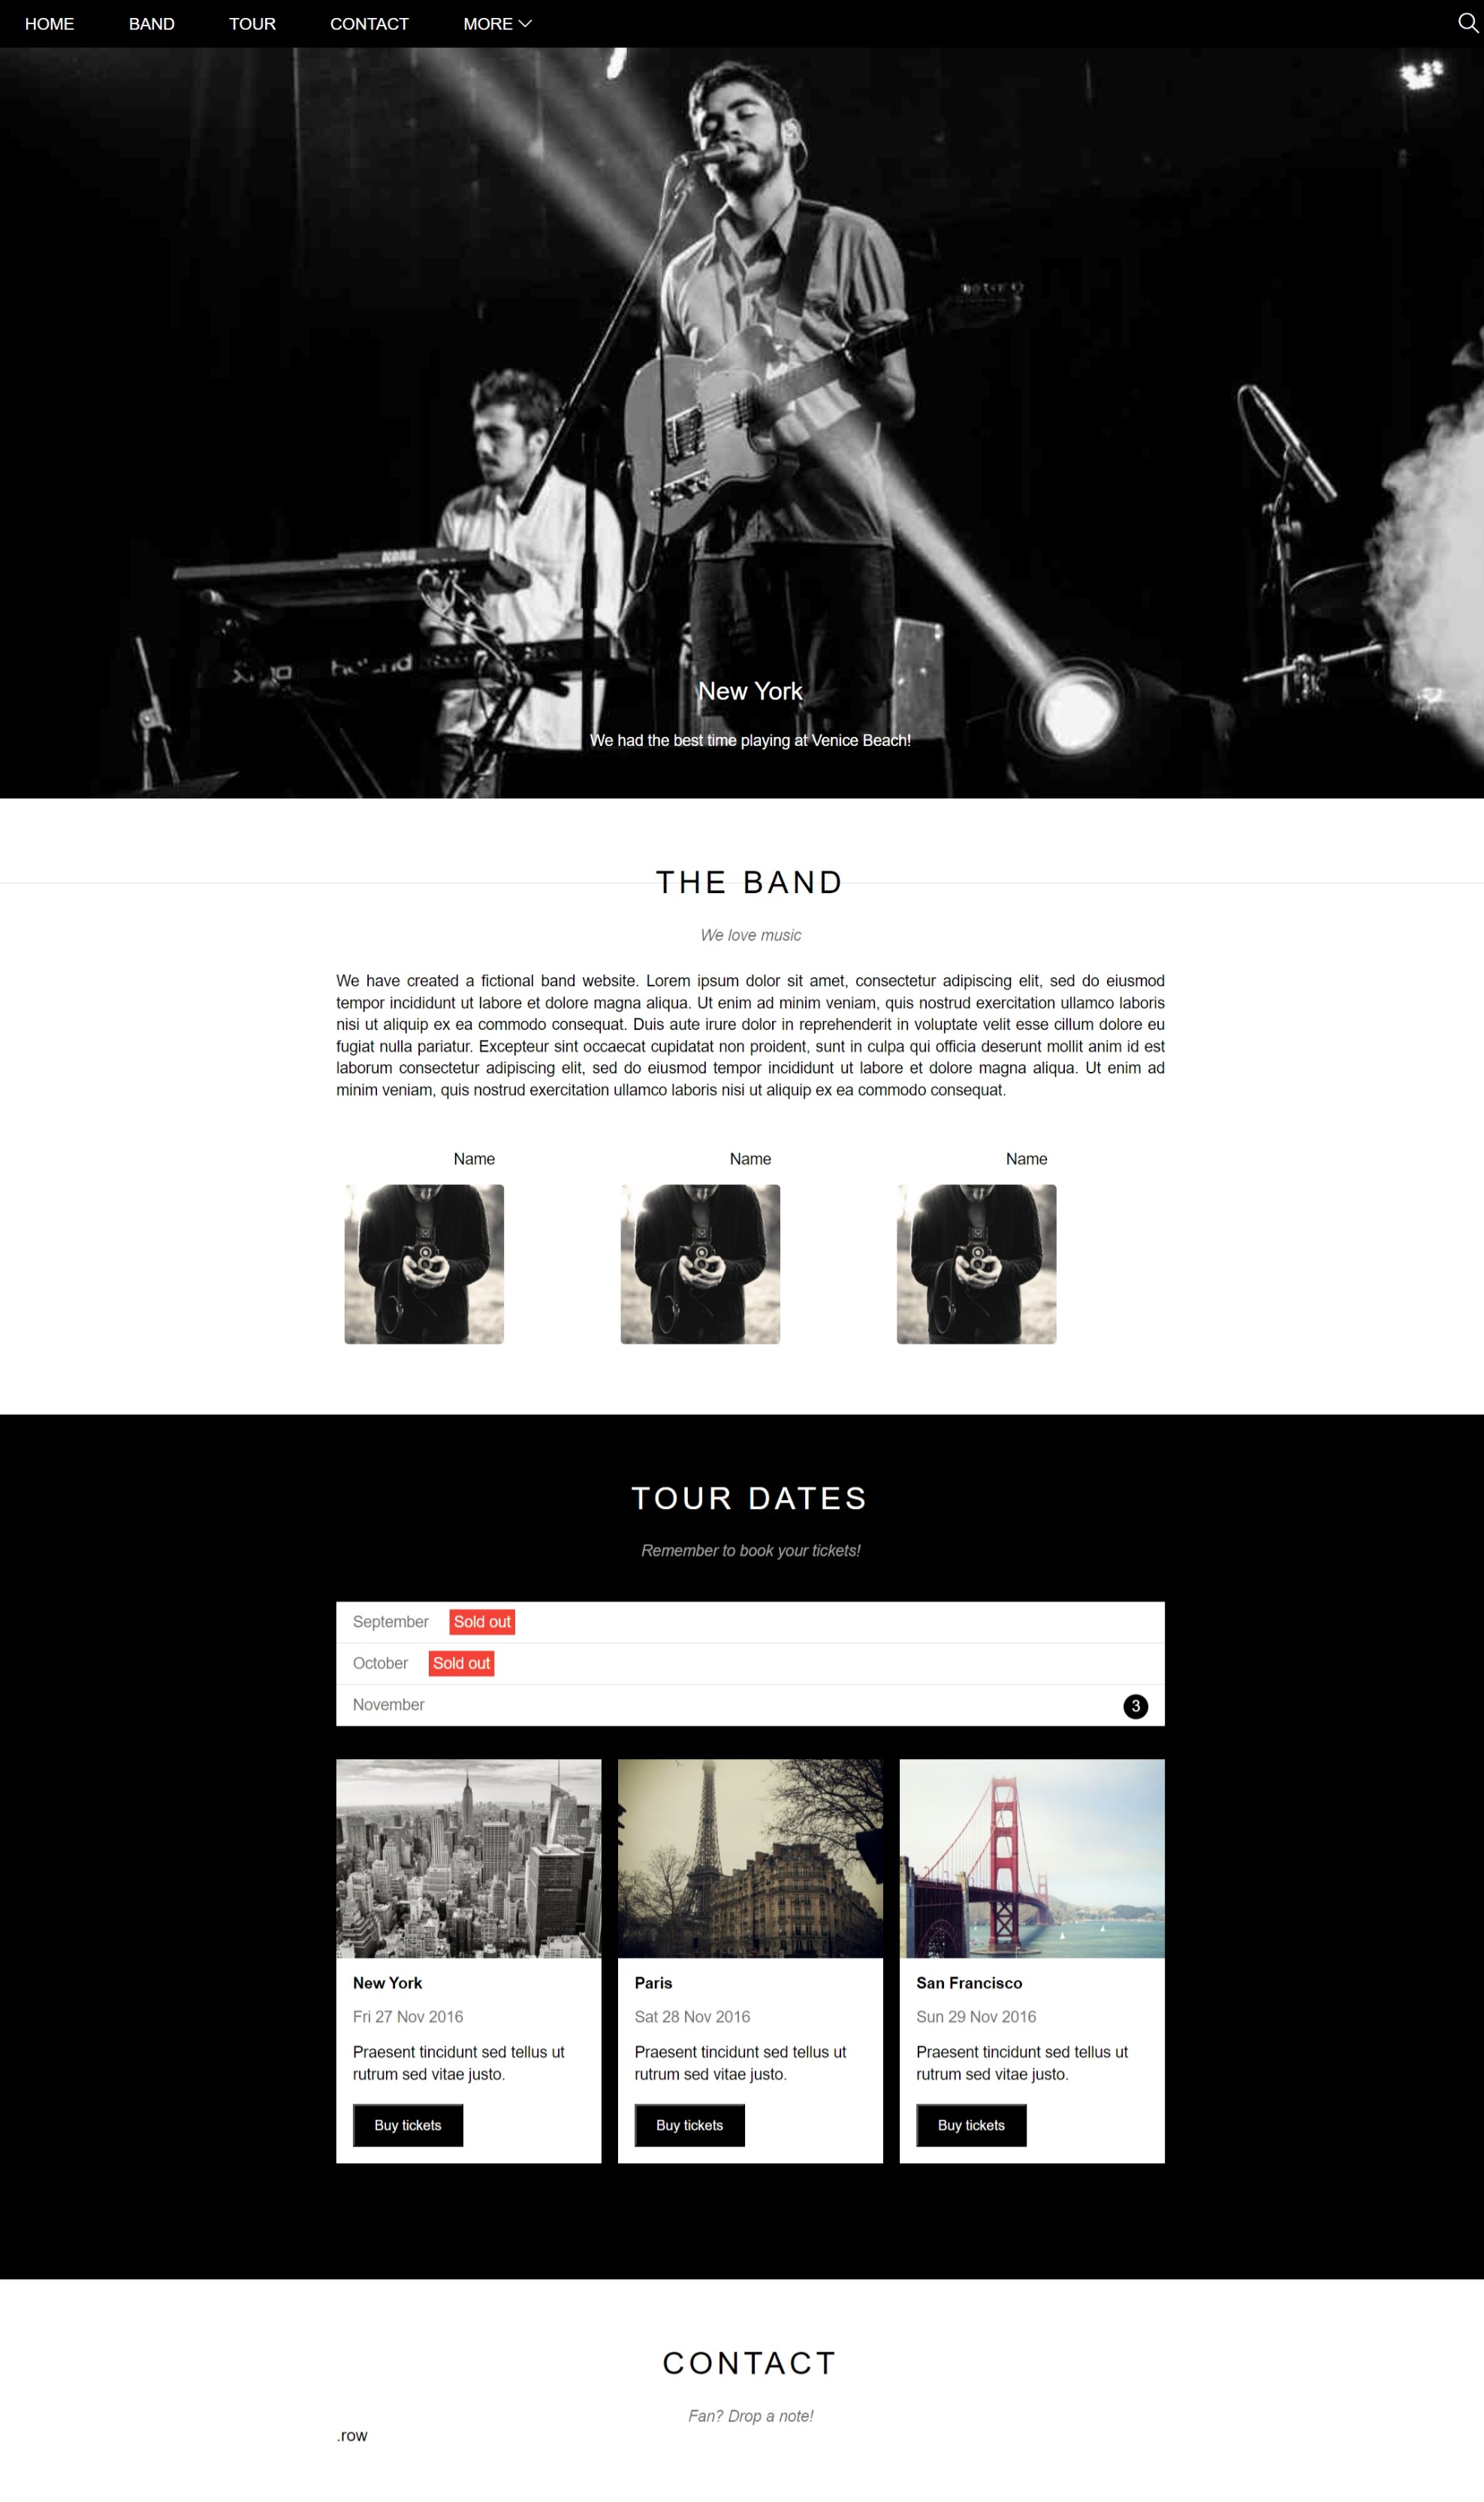 HOME BAND TOUR CONTACT MORE
KORG
New York
We had the best time playing at Venice Beach!
THE BAND
We love music
We have created a fictional band website. Lorem ipsum dolor sit amet, consectetur adipiscing elit, sed do eiusmod
tempor incididunt ut labore et dolore magna aliqua. Ut enim ad minim veniam, quis nostrud exercitation ullamco laboris
nisi ut aliquip ex ea commodo consequat. Duis aute irure dolor in reprehenderit in voluptate velit esse cillum dolore eu
fugiat nulla pariatur. Excepteur sint occaecat cupidatat non proident, sunt in culpa qui officia deserunt mollit anim id est
laborum consectetur adipiscing elit, sed do eiusmod tempor incididunt ut labore et dolore magna aliqua. Ut enim ad
minim veniam, quis nostrud exercitation ullamco laboris nisi ut aliquip ex ea commodo consequat.
Name Name Name
TOUR DATES
Remember to book your tickets!
September Sold out
October Sold out
November 3
New York
Fri 27 Nov 2016
Praesent tincidunt sed tellus ut
rutrum sed vitae justo.
Buy tickets
Paris
Sat 28 Nov 2016
Praesent tincidunt sed tellus ut
rutrum sed vitae justo.
Buy tickets
San Francisco
Sun 29 Nov 2016
Praesent tincidunt sed tellus ut
rutrum sed vitae justo.
Buy tickets
CONTACT
Fan? Drop a note!
.row